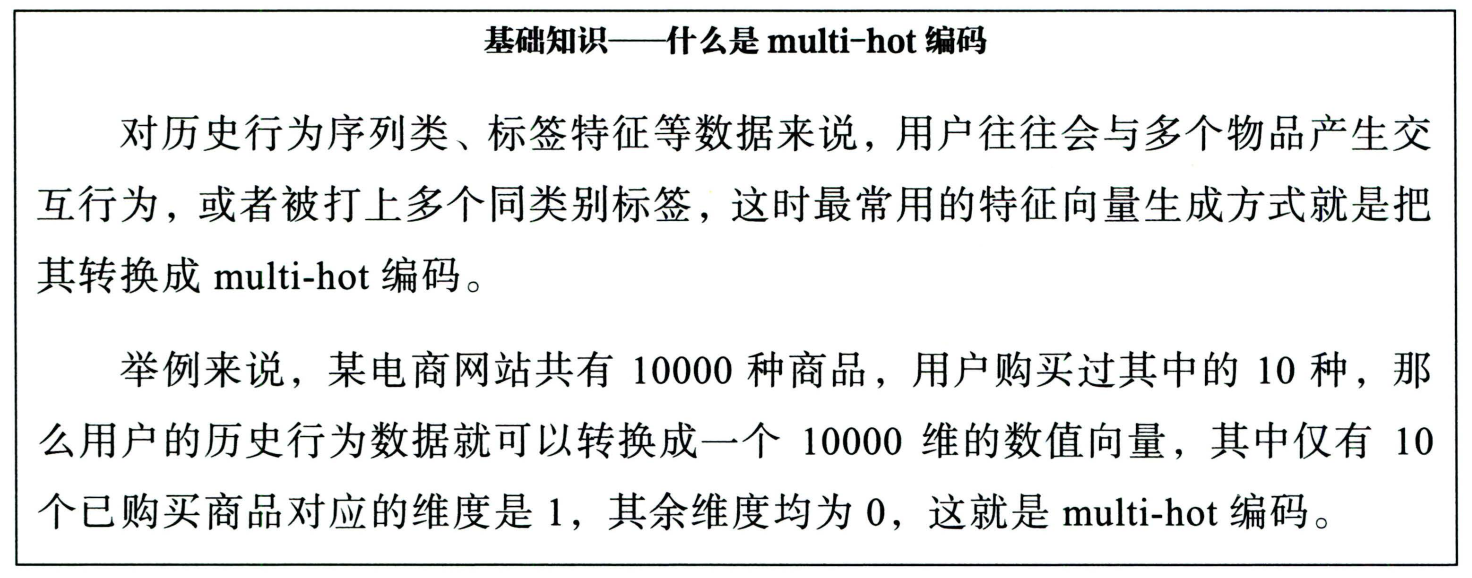 基础知识——什么是 multi-hot 编码
对历史行为序列类、标签特征等数据来说，用户往往会与多个物品产生交
互行为，或者被打上多个同类别标签，这时最常用的特征向量生成方式就是把
其转换成 multi-hot 编码。
举例来说，某电商网站共有 10000 种商品，用户购买过其中的 10 种，那
么用户的历史行为数据就可以转换成一个 10000 维的数值向量，其中仅有 10
个已购买商品对应的维度是 1，其余维度均为 0，这就是 multi-hot 编码。